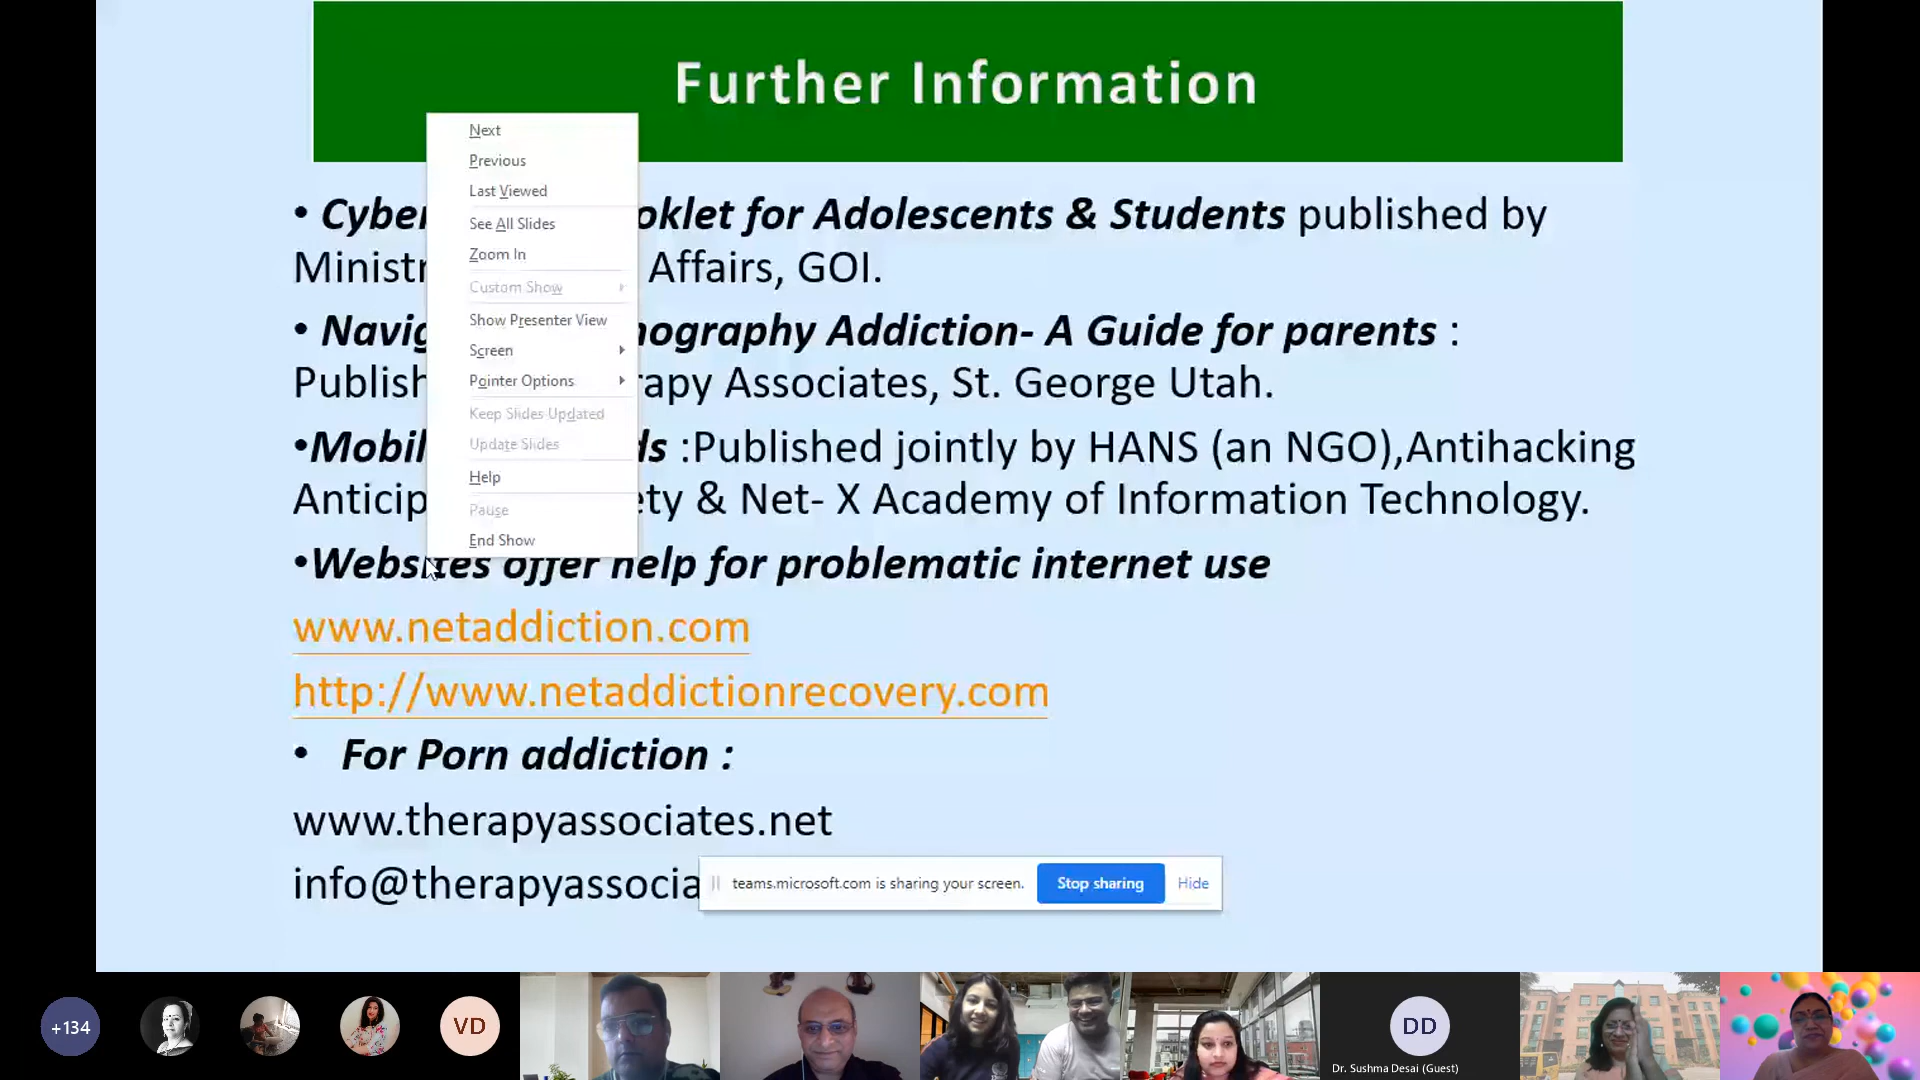 Further Information
Next
Previous
Last Viewed
See All Slides
Zoom In
Custom Show
Show Presenter View
Screen
Pointer Options
Keep Slides Updated
Update Slides
Help
Pause
End Show
• Cyber oklet for Adolescents & Students published by
Ministr Affairs, GOI.
• Navig nography Addiction- A Guide for parents :
Publish rapy Associates, St. George Utah.
•Mobil ds :Published jointly by HANS (an NGO),Antihacking
Anticip ety & Net- X Academy of Information Technology.
•Websites offer help for problematic internet use
www.netaddiction.com
http://www.netaddictionrecovery.com
• For Porn addiction :
www.therapyassociates.net
info@therapyassocia
teams.microsoft.com is sharing your screen. Stop sharing Hide
+134 VD DD
Dr. Sushma Desai (Guest)